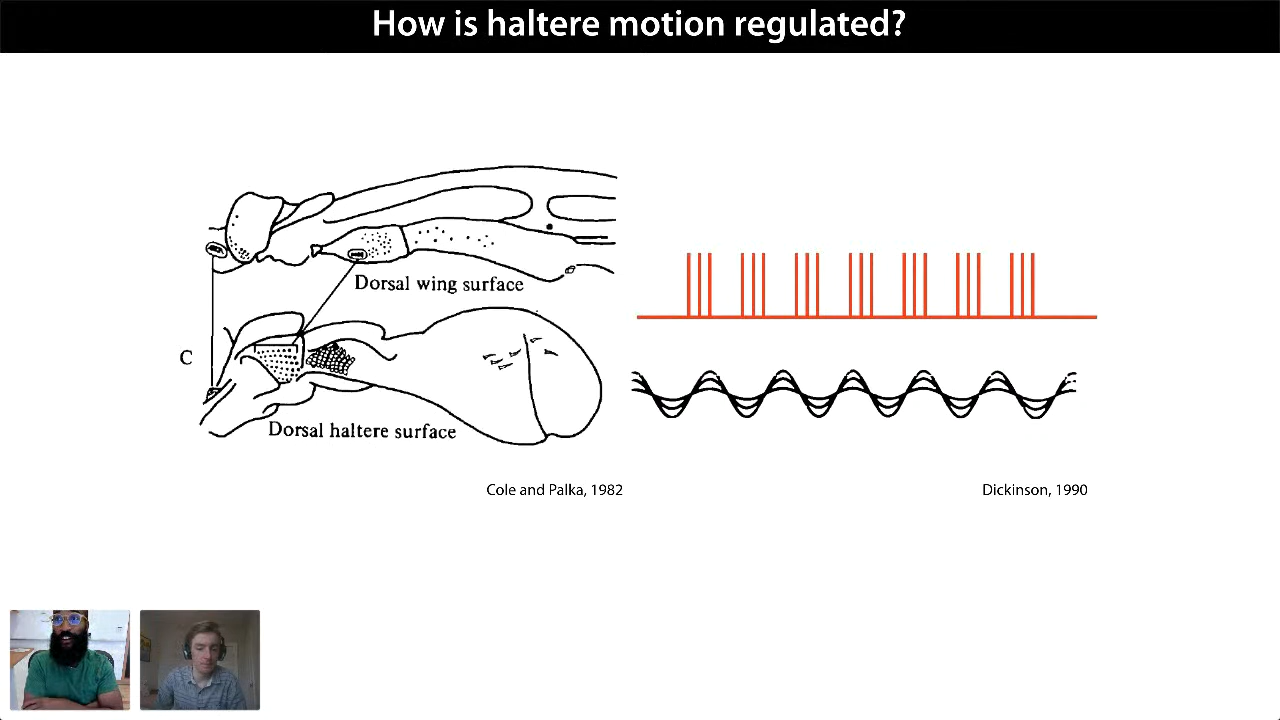 How is haltere motion regulated?
Dorsal wing surface
C
Dorsal haltere surface
Cole and Palka, 1982
Dickinson, 1990